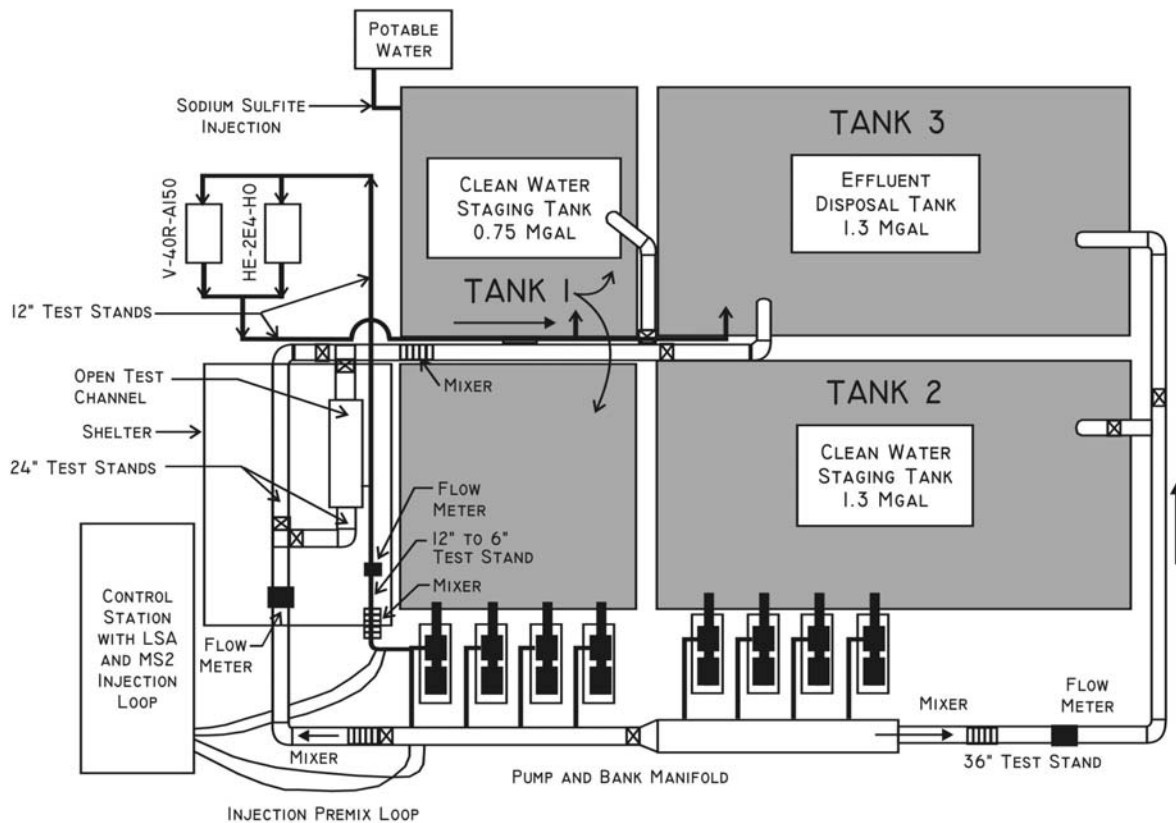 POTABLE
WATER
SODIUM SULFITE
INJECTION
TANK 3
CLEAN WATER
STAGING TANK
0.75 MGAL
EFFLUENT
DISPOSAL TANK
1.3 MGAL
V-40R-A150
HE-2E4-HO
TANK 1
12" TEST STANDS
MIXER
OPEN TEST
CHANNEL
SHELTER
24" TEST STANDS
TANK 2
CLEAN WATER
STAGING TANK
1.3 MGAL
FLOW
METER
12" TO 6"
TEST STAND
MIXER
CONTROL
STATION
WITH LSA
AND MS2
INJECTION
LOOP
FLOW
METER
MIXER
FLOW
METER
MIXER
36" TEST STAND
PUMP AND BANK MANIFOLD
INJECTION PREMIX LOOP